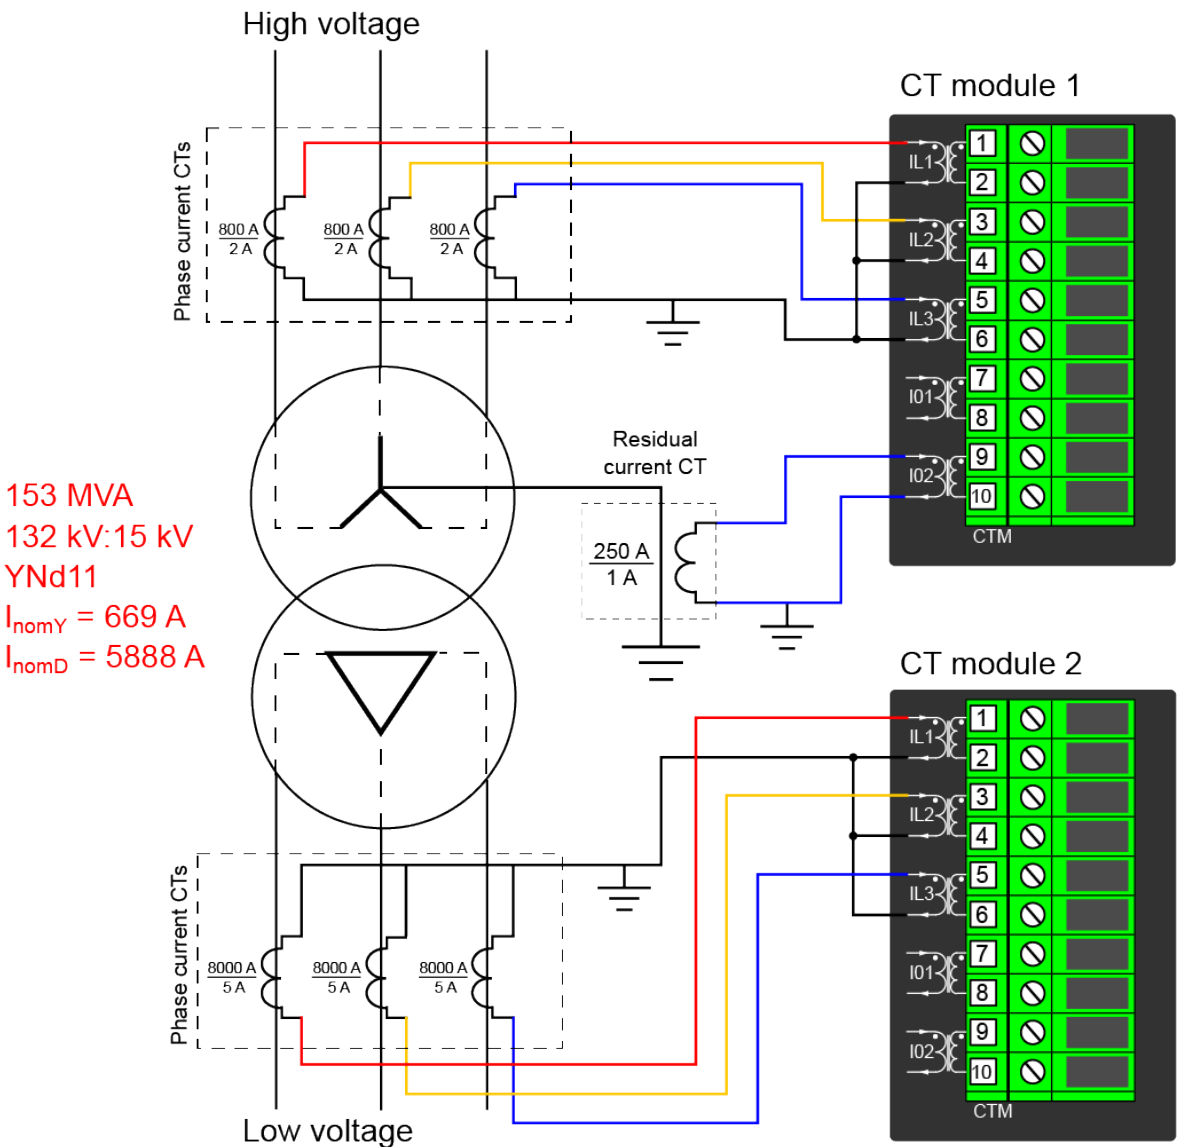 High voltage
CT module 1
Phase current CTs
800 A
2 A
800 A
2 A
800 A
2 A
IL1
1
2
IL2
3
4
IL3
5
6
I01
7
8
I02
9
10
CTM
Residual
current CT
250 A
1 A
153 MVA
132 kV:15 kV
YNd11
InomY = 669 A
InomD = 5888 A
CT module 2
Phase current CTs
8000 A
5 A
8000 A
5 A
8000 A
5 A
IL1
1
2
IL2
3
4
IL3
5
6
I01
7
8
I02
9
10
CTM
Low voltage